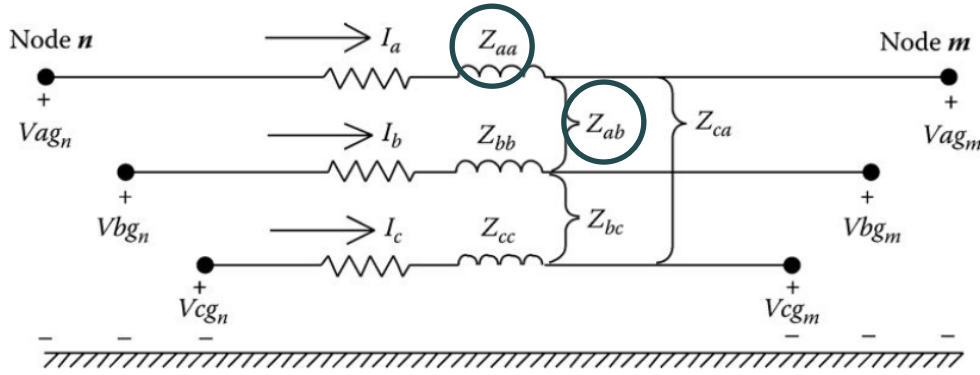 Node n
I_a
Z_aa
Node m
+
Vag_n
I_b
Z_bb
Z_ab
Z_ca
+
Vag_m
+
Vbg_n
I_c
Z_cc
Z_bc
+
Vbg_m
+
Vcg_n
+
Vcg_m
− − − − − −